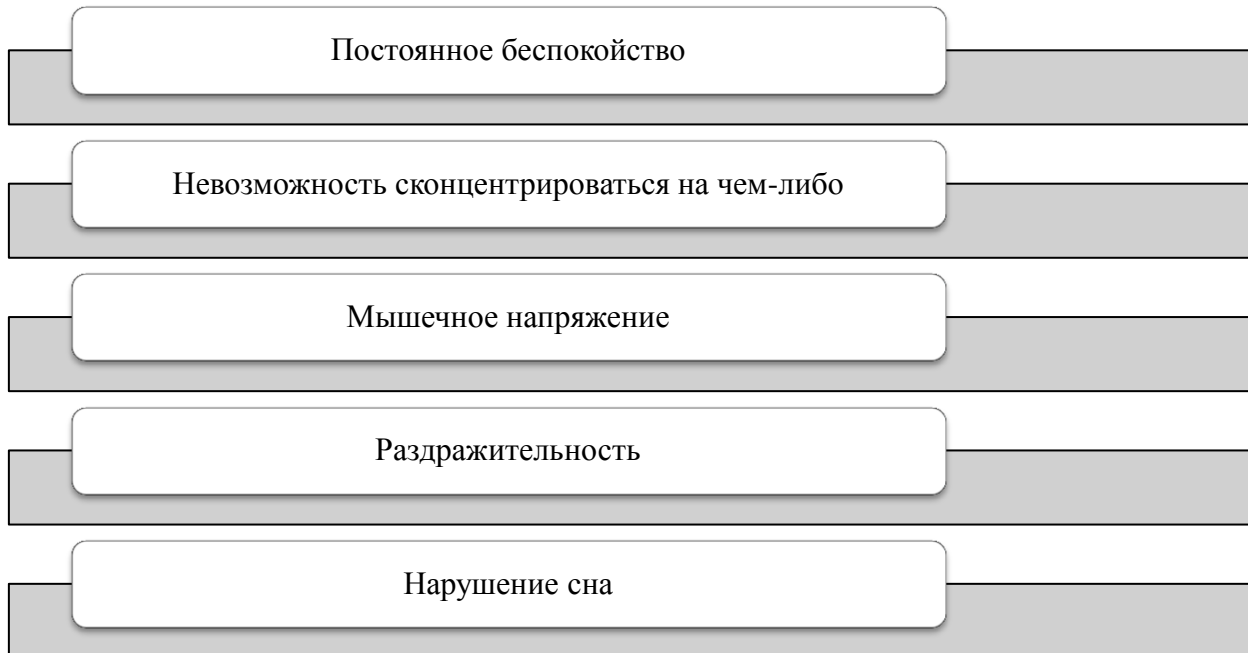 Постоянное беспокойство
Невозможность сконцентрироваться на чем-либо
Мышечное напряжение
Раздражительность
Нарушение сна